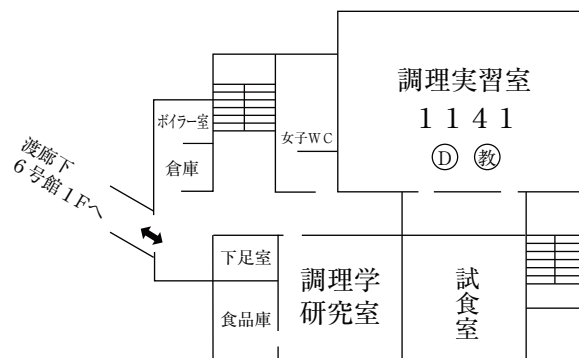 調理実習室
1141
D 教
ボイラー室
女子WC
倉庫
渡廊下
6号館1Fへ
下足室
調理学
研究室
試食室
食品庫